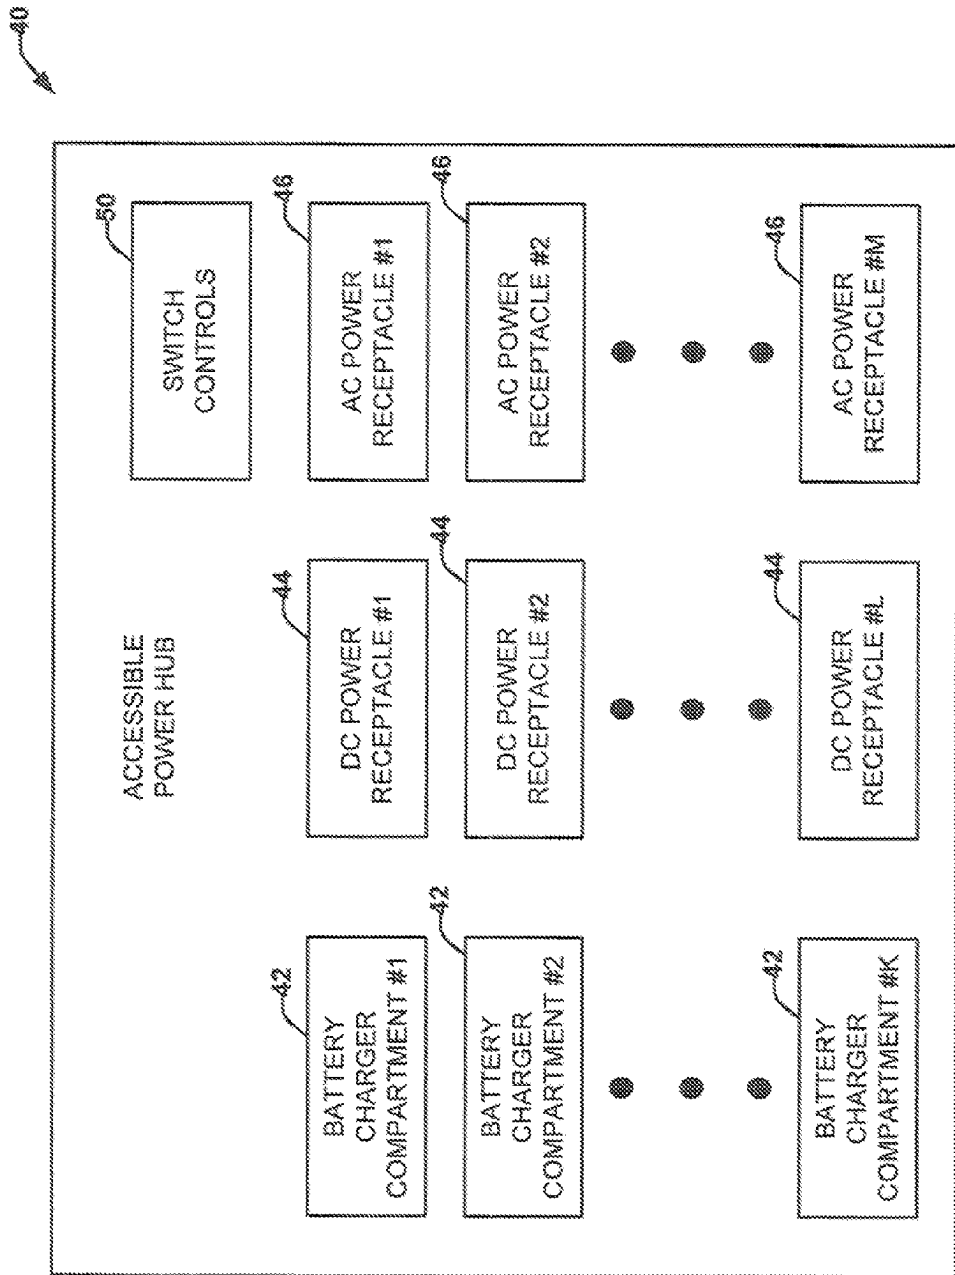 40
ACCESSIBLE
POWER HUB
50
SWITCH
CONTROLS
42
BATTERY
CHARGER
COMPARTMENT #1
44
DC POWER
RECEPTACLE #1
46
AC POWER
RECEPTACLE #1
42
BATTERY
CHARGER
COMPARTMENT #2
44
DC POWER
RECEPTACLE #2
46
AC POWER
RECEPTACLE #2
42
BATTERY
CHARGER
COMPARTMENT #K
44
DC POWER
RECEPTACLE #L
46
AC POWER
RECEPTACLE #M